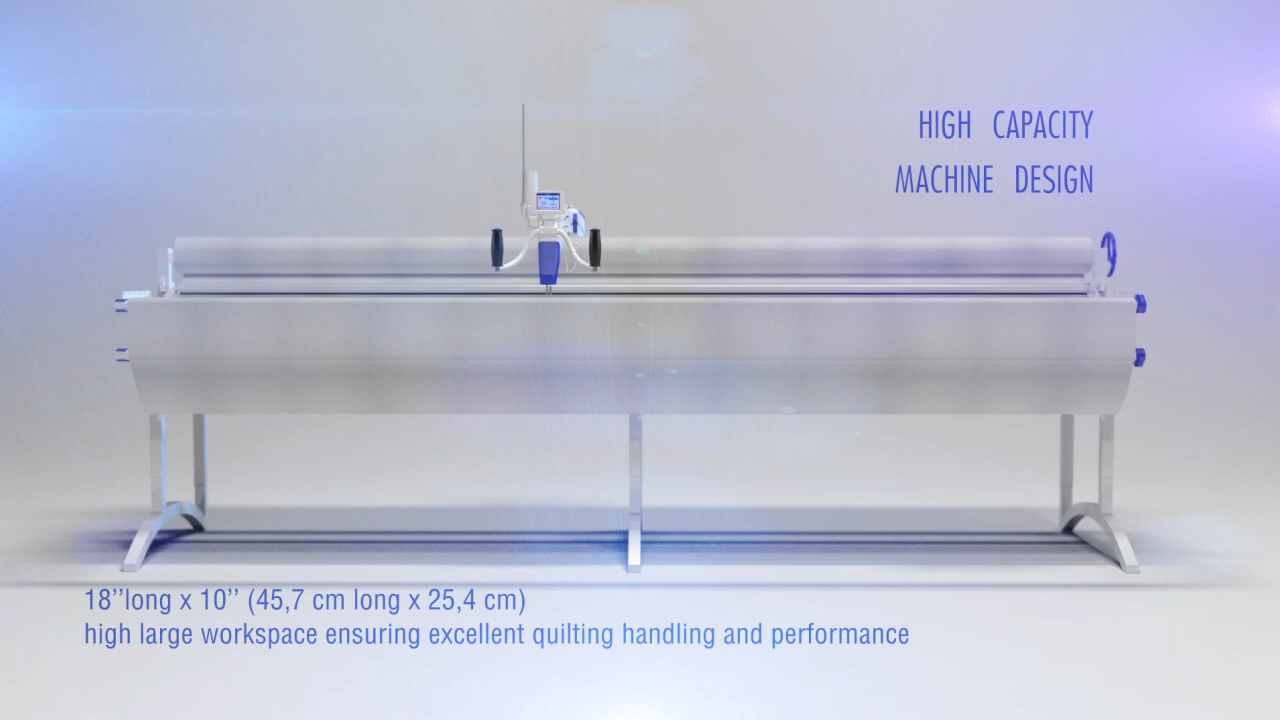 HIGH CAPACITY
MACHINE DESIGN
18’’long x 10’’ (45,7 cm long x 25,4 cm)
high large workspace ensuring excellent quilting handling and performance